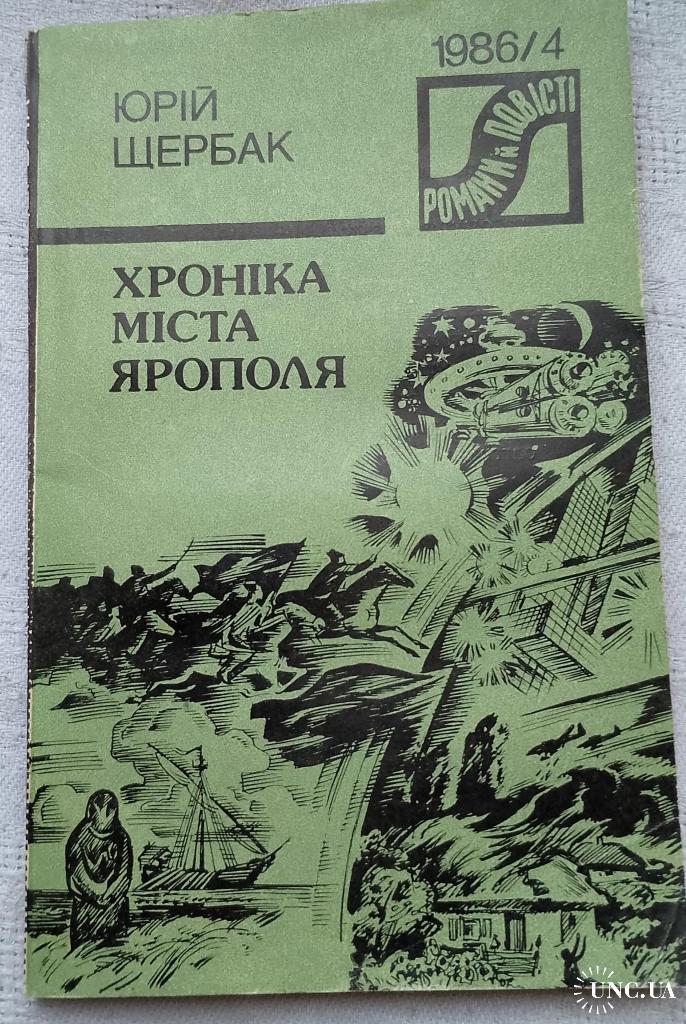 1986/4
ЮРІЙ
ЩЕРБАК
РОМАНИ Й ПОВІСТІ
ХРОНІКА
МІСТА
ЯРОПОЛЯ
UNC.UA